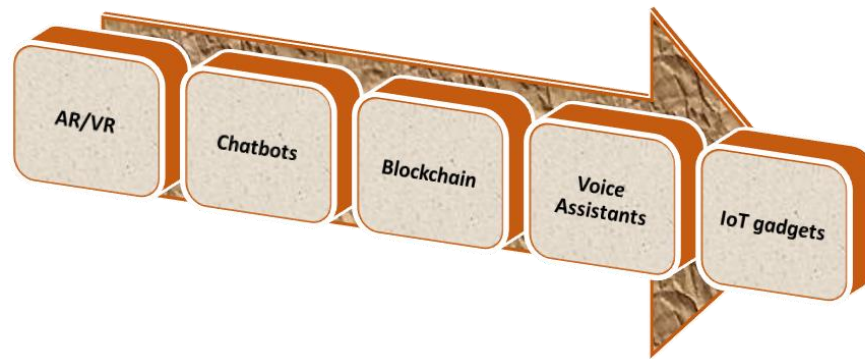 AR/VR
Chatbots
Blockchain
Voice
Assistants
IoT gadgets